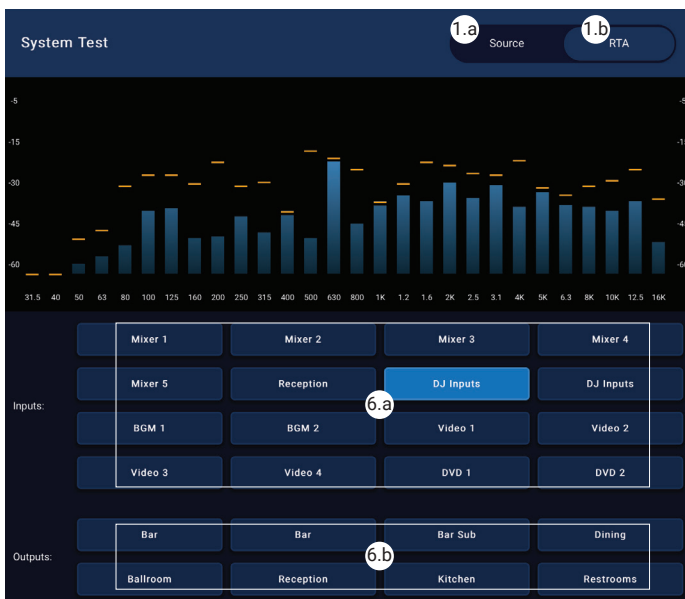 System Test
1.a Source 1.b RTA
-5 -5
-15 -15
-30 -30
-45 -45
-60 -60
31.5 40 50 63 80 100 125 160 200 250 315 400 500 630 800 1K 1.2 1.6 2K 2.5 3.1 4K 5K 6.3 8K 10K 12.5 16K
Mixer 1 Mixer 2 Mixer 3 Mixer 4
Mixer 5 Reception DJ Inputs DJ Inputs
Inputs: 6.a
BGM 1 BGM 2 Video 1 Video 2
Video 3 Video 4 DVD 1 DVD 2
Bar Bar Bar Sub Dining
Outputs: 6.b
Ballroom Reception Kitchen Restrooms